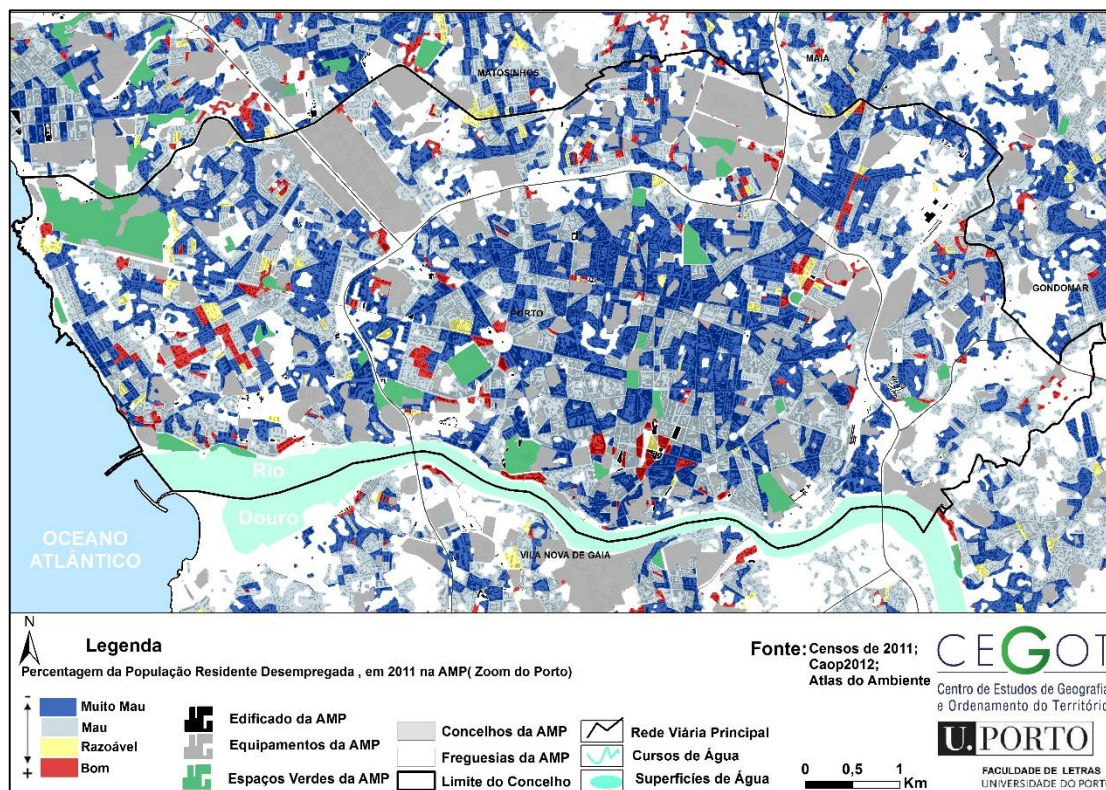 MATOSINHOS
MAIA
GONDOMAR
PORTO
Rio
Douro
OCEANO
ATLÂNTICO
VILA NOVA DE GAIA
N
Legenda
Percentagem da População Residente Desempregada , em 2011 na AMP( Zoom do Porto)
-
+
Muito Mau
Mau
Razoável
Bom
Edificado da AMP
Equipamentos da AMP
Espaços Verdes da AMP
Concelhos da AMP
Freguesias da AMP
Limite do Concelho
Rede Viária Principal
Cursos de Água
Superfícies de Água
Fonte: Censos de 2011;
Caop2012;
Atlas do Ambiente
0 0,5 1
Km
CEGOT
Centro de Estudos de Geografia
e Ordenamento do Território
U.PORTO
FACULDADE DE LETRAS
UNIVERSIDADE DO PORTO